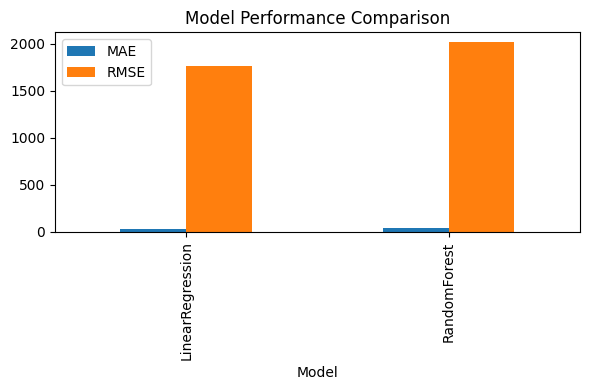 Model Performance Comparison
MAE
RMSE
2000
1500
1000
500
0
LinearRegression
RandomForest
Model